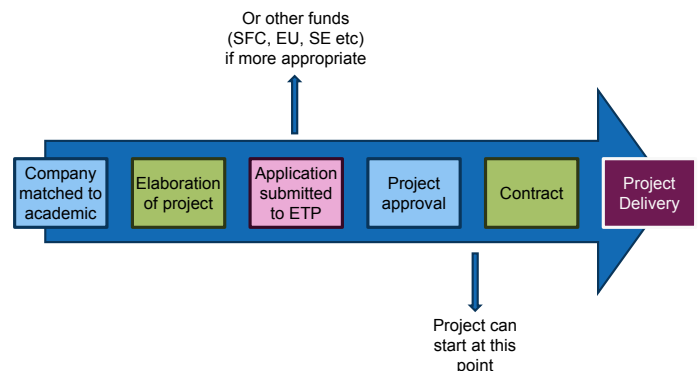 Or other funds
(SFC, EU, SE etc)
if more appropriate
Company
matched to
academic
Elaboration
of project
Application
submitted
to ETP
Project
approval
Contract
Project
Delivery
Project can
start at this
point